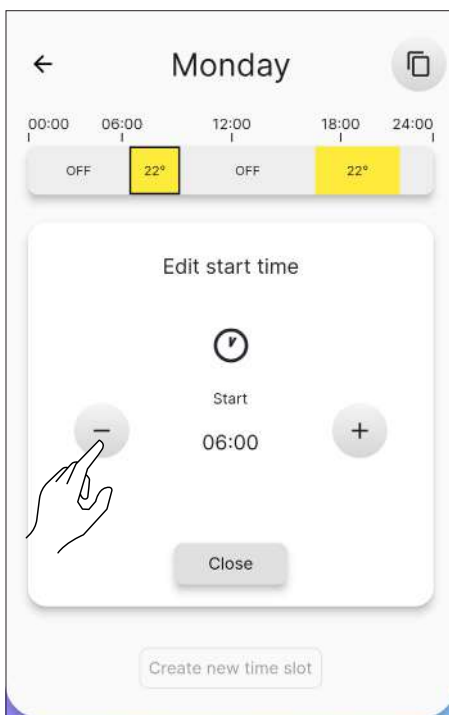 Monday
00:00 06:00 12:00 18:00 24:00
OFF 22° OFF 22°
Edit start time
Start
− 06:00 +
Close
Create new time slot